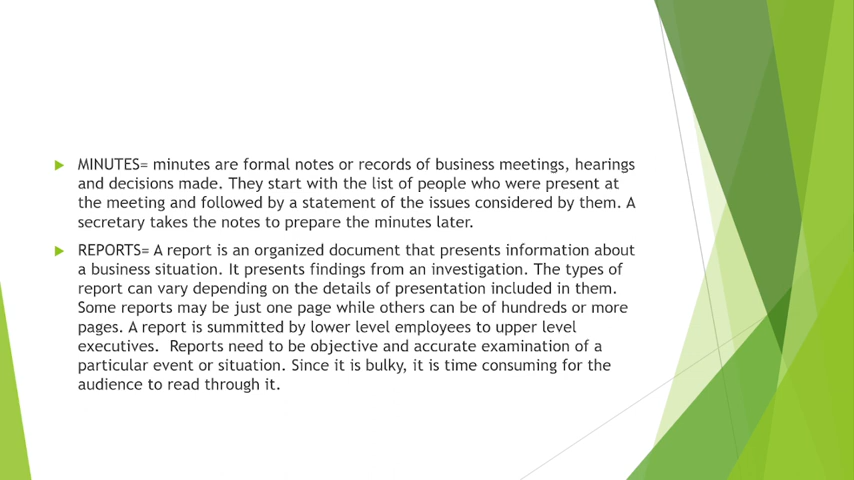 MINUTES= minutes are formal notes or records of business meetings, hearings
and decisions made. They start with the list of people who were present at
the meeting and followed by a statement of the issues considered by them. A
secretary takes the notes to prepare the minutes later.
REPORTS= A report is an organized document that presents information about
a business situation. It presents findings from an investigation. The types of
report can vary depending on the details of presentation included in them.
Some reports may be just one page while others can be of hundreds or more
pages. A report is summitted by lower level employees to upper level
executives.  Reports need to be objective and accurate examination of a
particular event or situation. Since it is bulky, it is time consuming for the
audience to read through it.